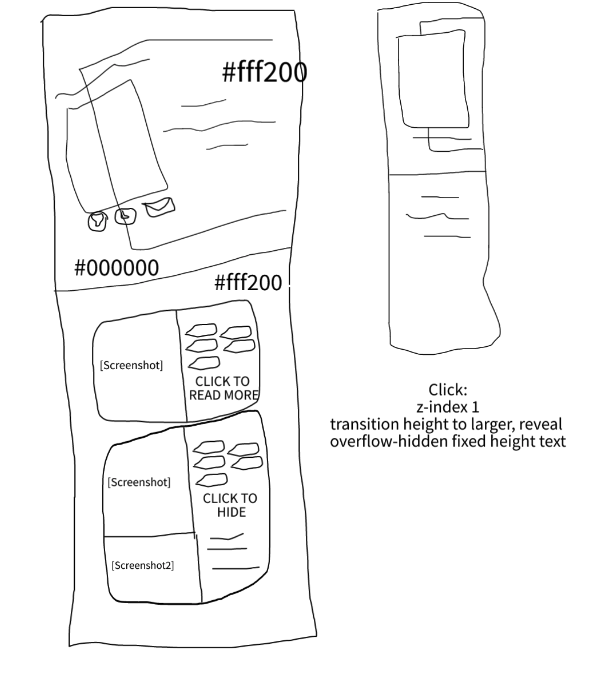 #fff200
#000000
#fff200
[Screenshot]
CLICK TO
READ MORE
[Screenshot]
CLICK TO
HIDE
[Screenshot2]
Click:
z-index 1
transition height to larger, reveal
overflow-hidden fixed height text